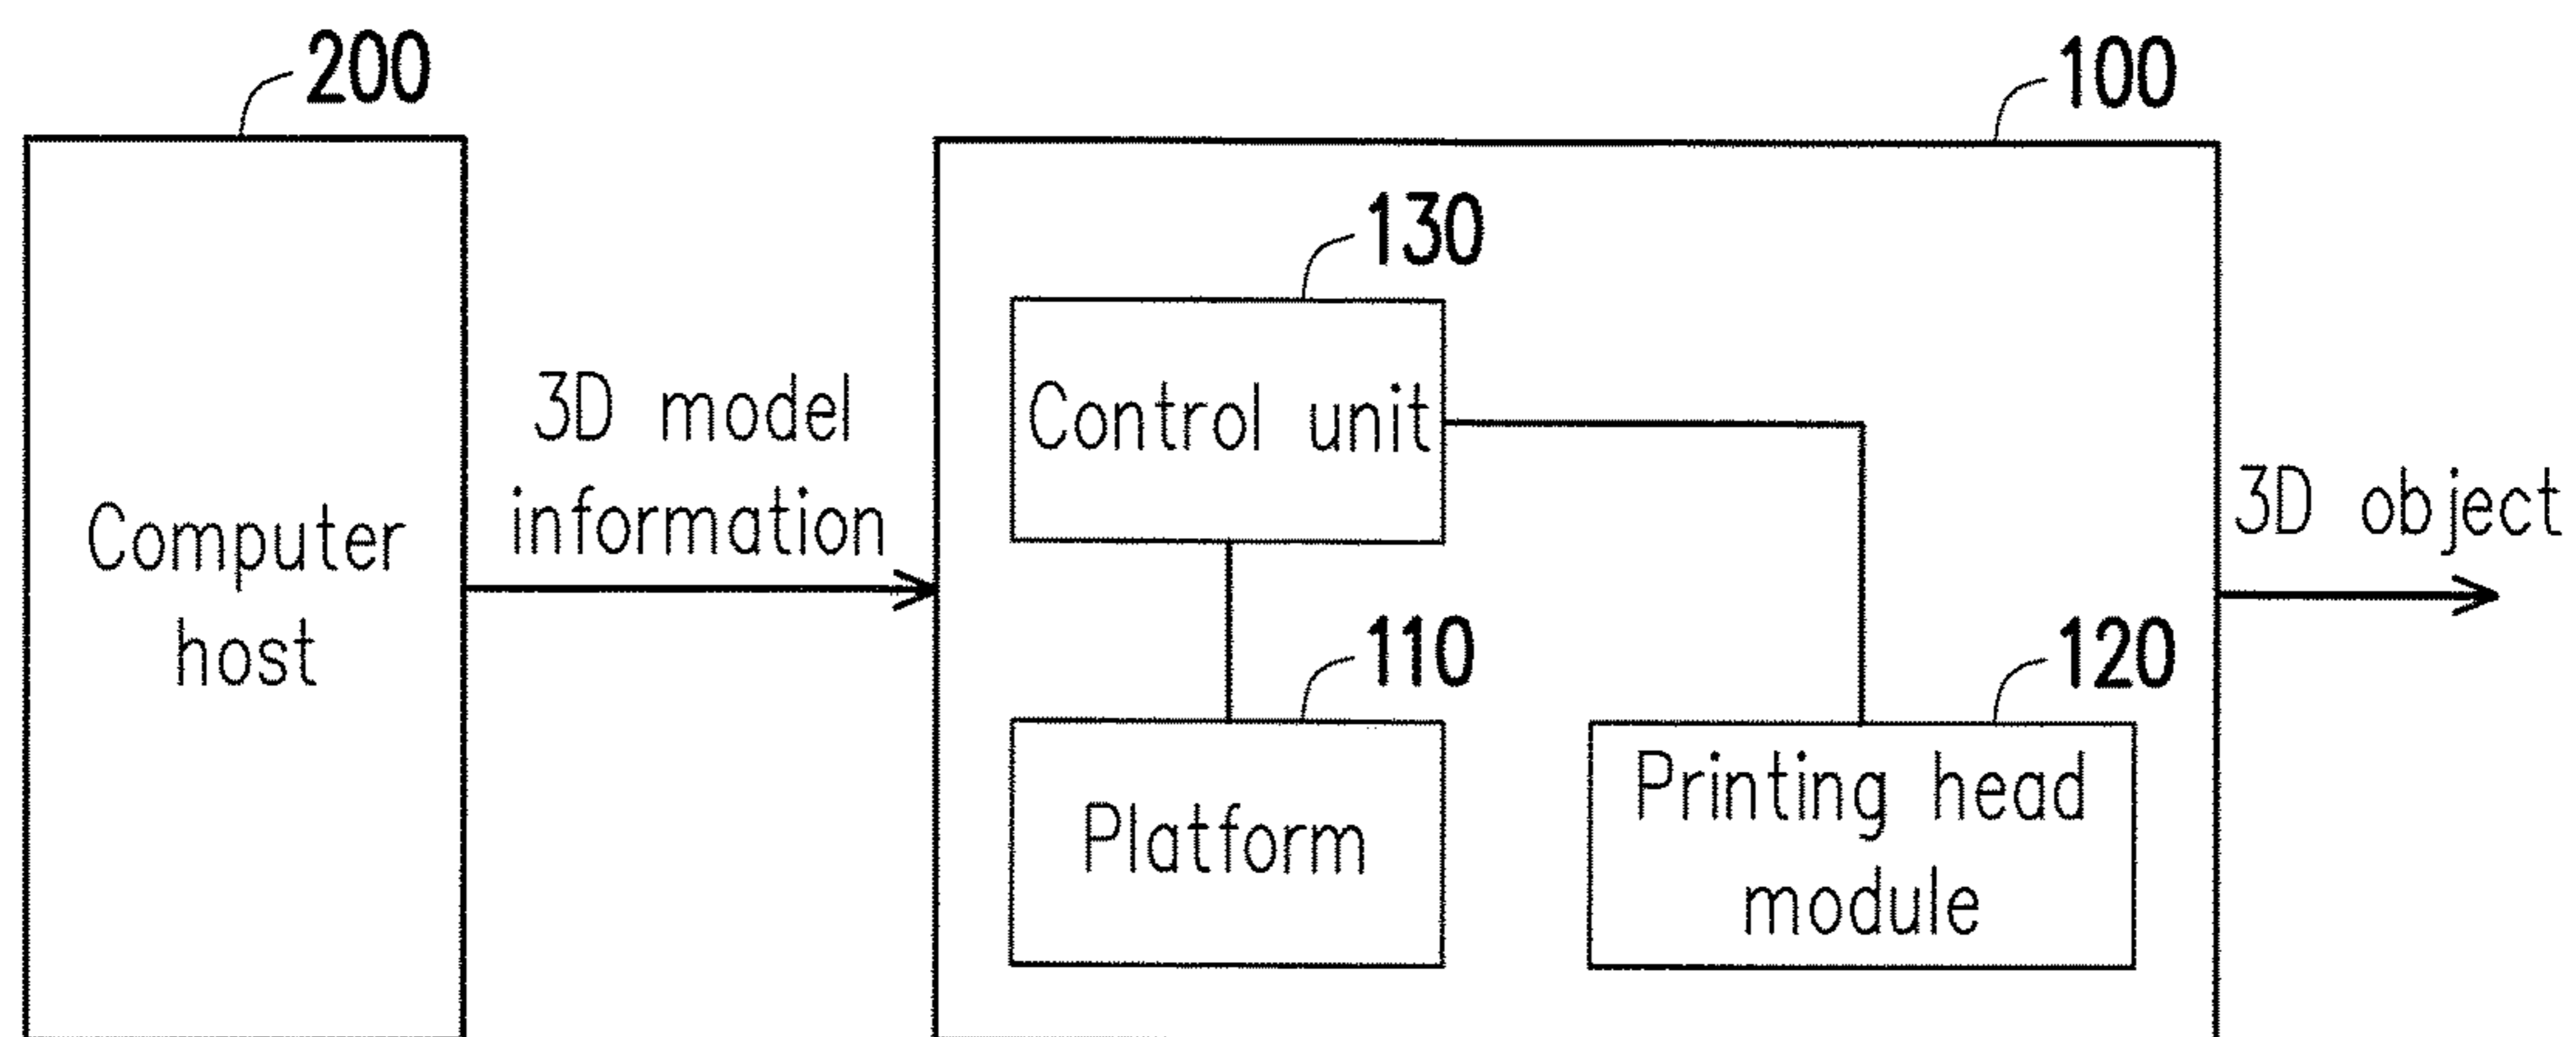 200
100
130
Control unit
3D model
information
Computer
host
3D object
110
120
Platform
Printing head
module